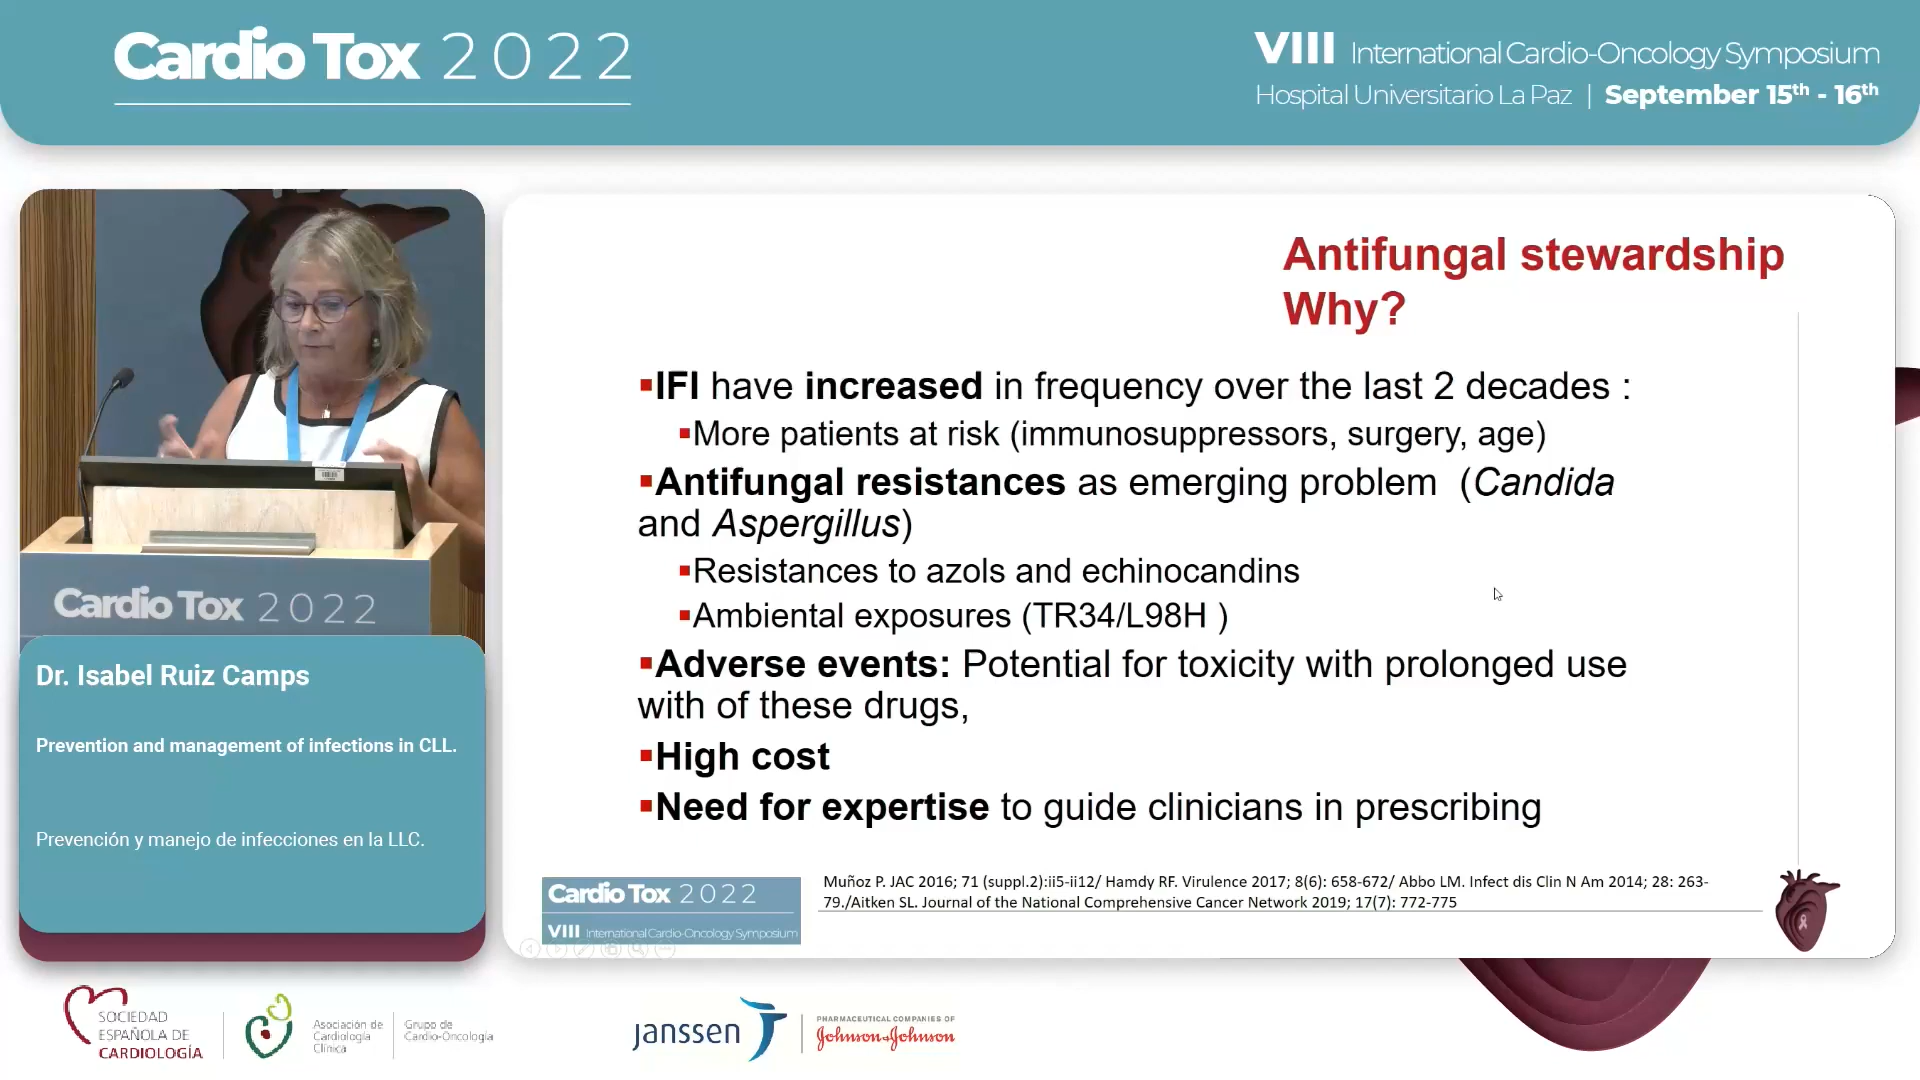 Cardio Tox 2022
VIII International Cardio-Oncology Symposium
Hospital Universitario La Paz | September 15th - 16th
Cardio Tox 2022
Dr. Isabel Ruiz Camps
Prevention and management of infections in CLL.
Prevención y manejo de infecciones en la LLC.
Antifungal stewardship
Why?
▪IFI have increased in frequency over the last 2 decades :
▪More patients at risk (immunosuppressors, surgery, age)
▪Antifungal resistances as emerging problem (Candida
and Aspergillus)
▪Resistances to azols and echinocandins
▪Ambiental exposures (TR34/L98H )
▪Adverse events: Potential for toxicity with prolonged use
with of these drugs,
▪High cost
▪Need for expertise to guide clinicians in prescribing
Cardio Tox 2022
VIII International Cardio-Oncology Symposium
Muñoz P. JAC 2016; 71 (suppl.2):ii5-ii12/ Hamdy RF. Virulence 2017; 8(6): 658-672/ Abbo LM. Infect dis Clin N Am 2014; 28: 263-
79./Aitken SL. Journal of the National Comprehensive Cancer Network 2019; 17(7): 772-775
SOCIEDAD
ESPAÑOLA DE
CARDIOLOGÍA
Asociación de
Cardiología
Clínica
Grupo de
Cardio-Oncología
janssen
PHARMACEUTICAL COMPANIES OF
Johnson & Johnson